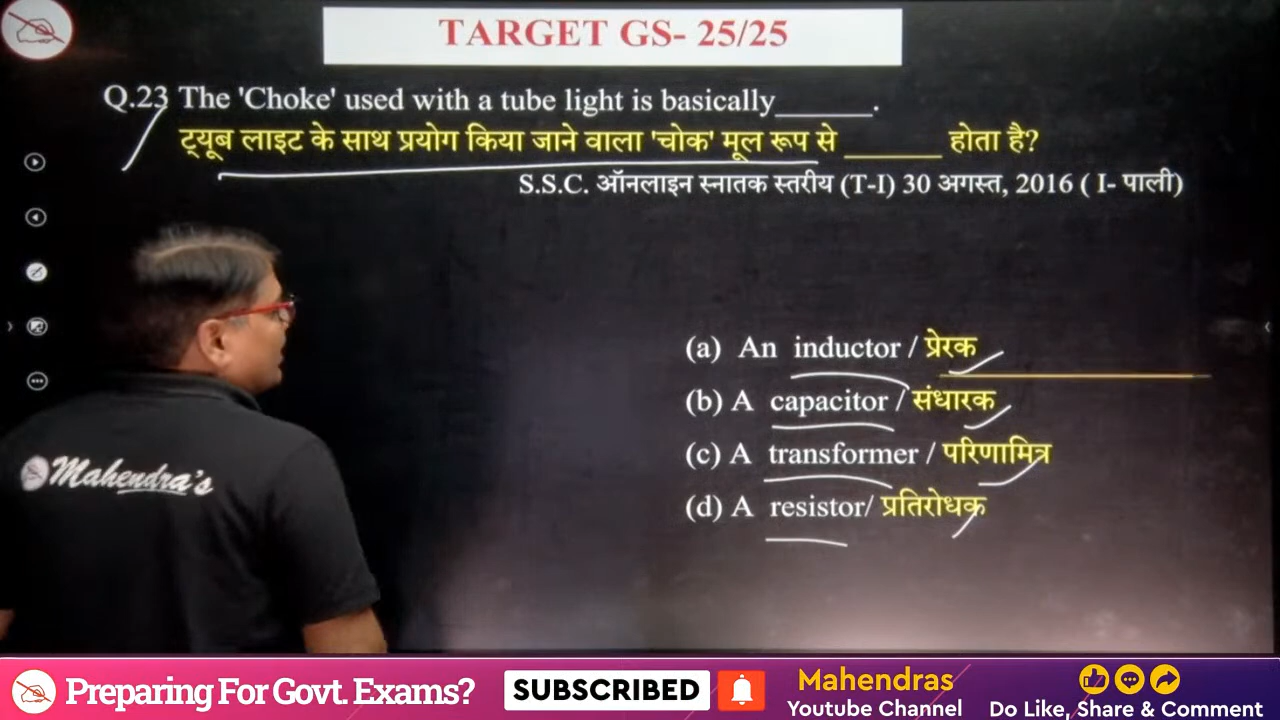 TARGET GS- 25/25
Q.23 The 'Choke' used with a tube light is basically______.
ट्यूब लाइट के साथ प्रयोग किया जाने वाला 'चोक' मूल रूप से ______ होता है?
S.S.C. ऑनलाइन स्नातक स्तरीय (T-I) 30 अगस्त, 2016 ( I- पाली)
(a) An inductor / प्रेरक
(b) A capacitor / संधारक
(c) A transformer / परिणामित्र
(d) A resistor/ प्रतिरोधक
Mahendra's
Preparing For Govt. Exams?
SUBSCRIBED
Mahendras
Youtube Channel
Do Like, Share & Comment